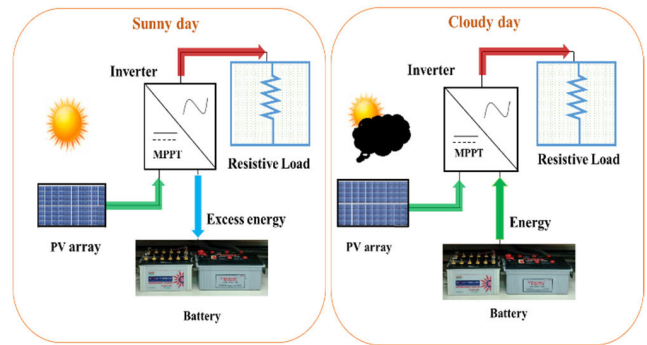 Sunny day
Inverter
MPPT
Resistive Load
PV array
Excess energy
Battery
Cloudy day
Inverter
MPPT
Resistive Load
PV array
Energy
Battery